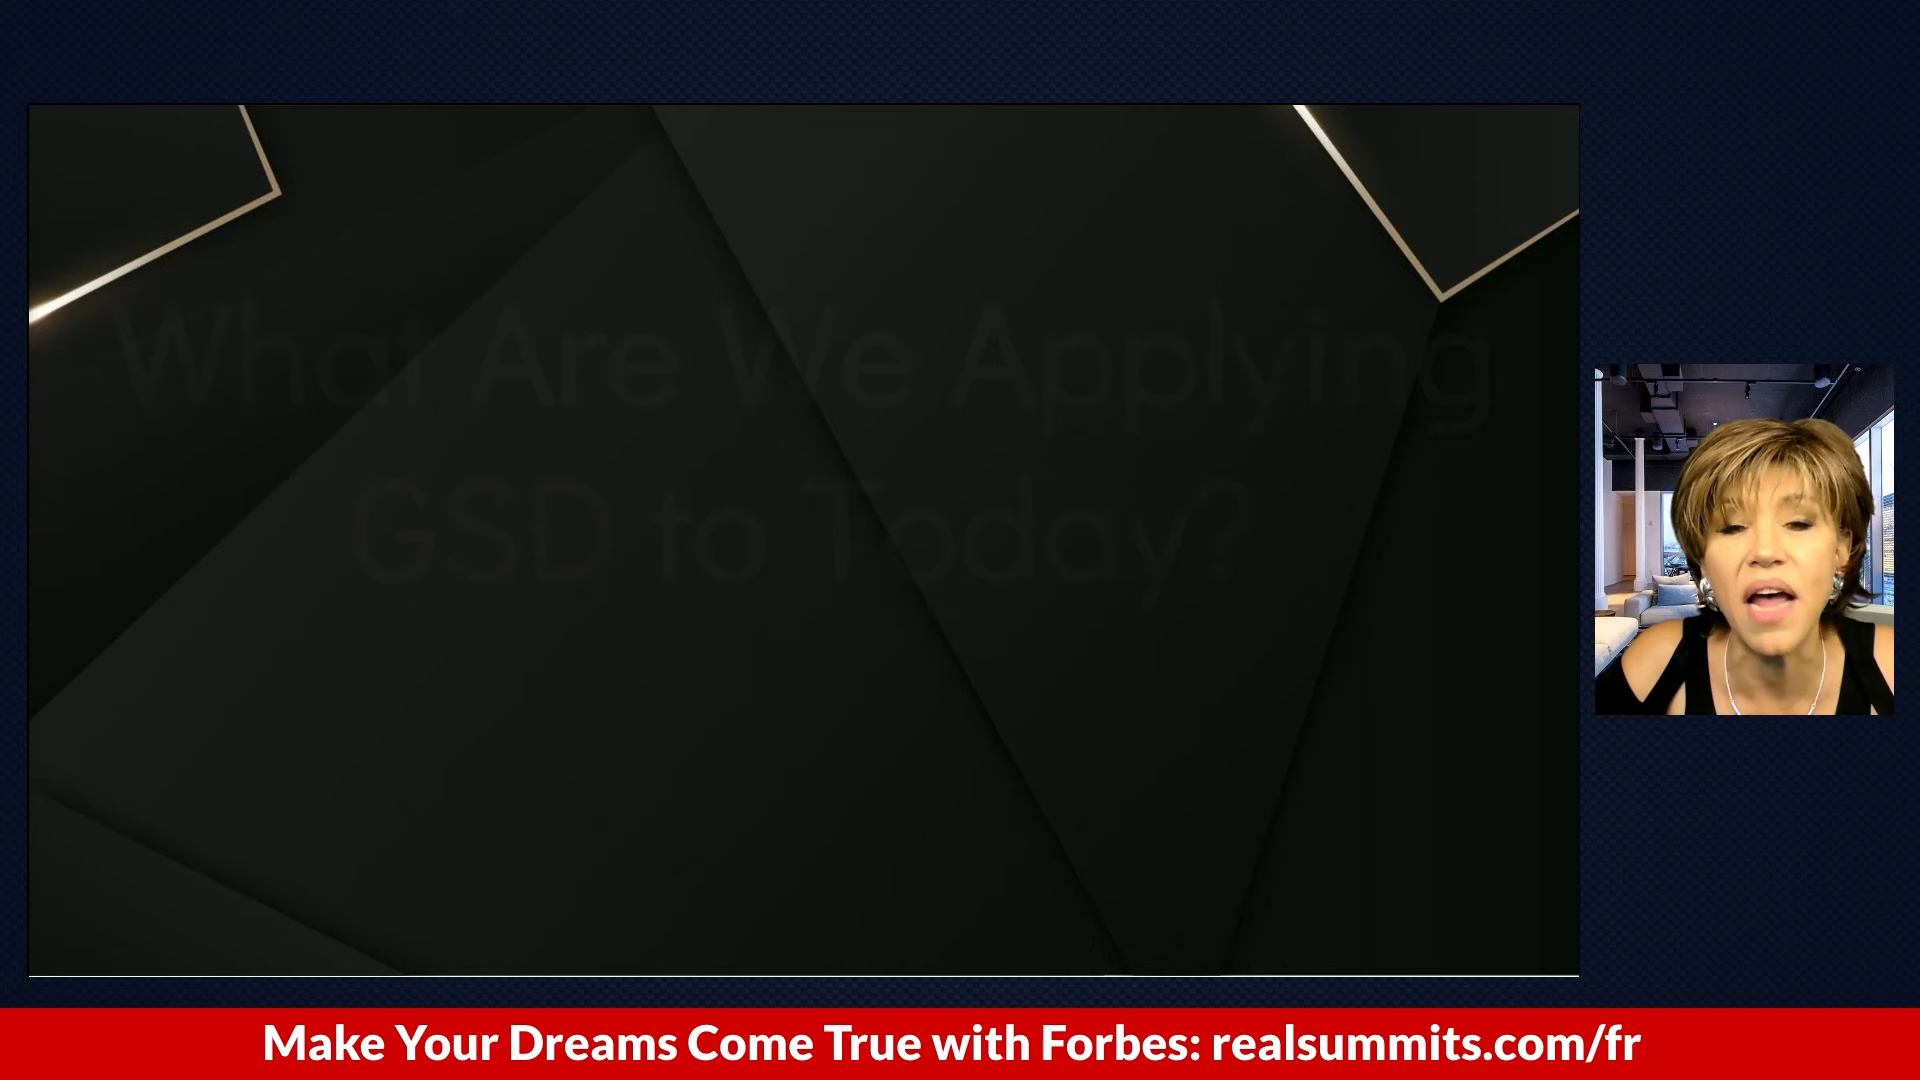 What Are We Applying
GSD to Today?
Make Your Dreams Come True with Forbes: realsummits.com/fr